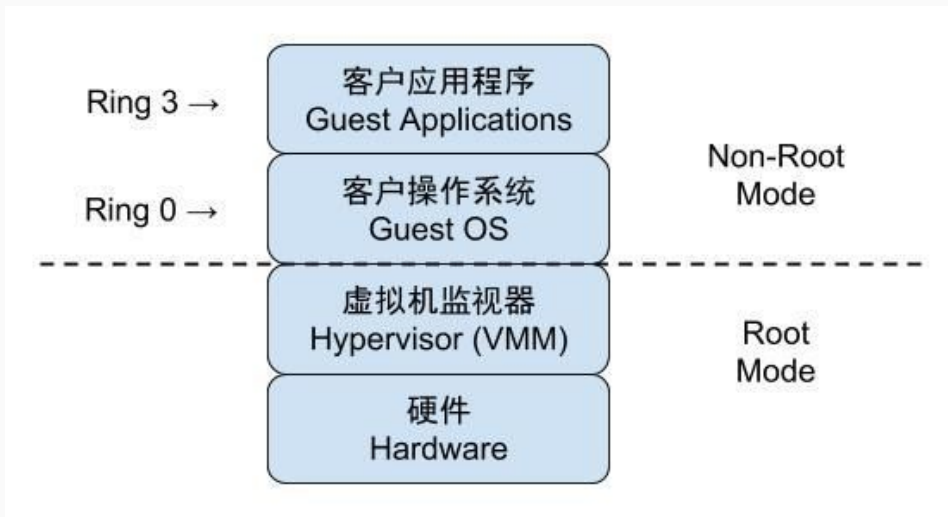 客户应用程序
Ring 3 →
Guest Applications
Non-Root
Mode
客户操作系统
Ring 0 →
Guest OS
虚拟机监视器
Hypervisor (VMM)
Root
Mode
硬件
Hardware